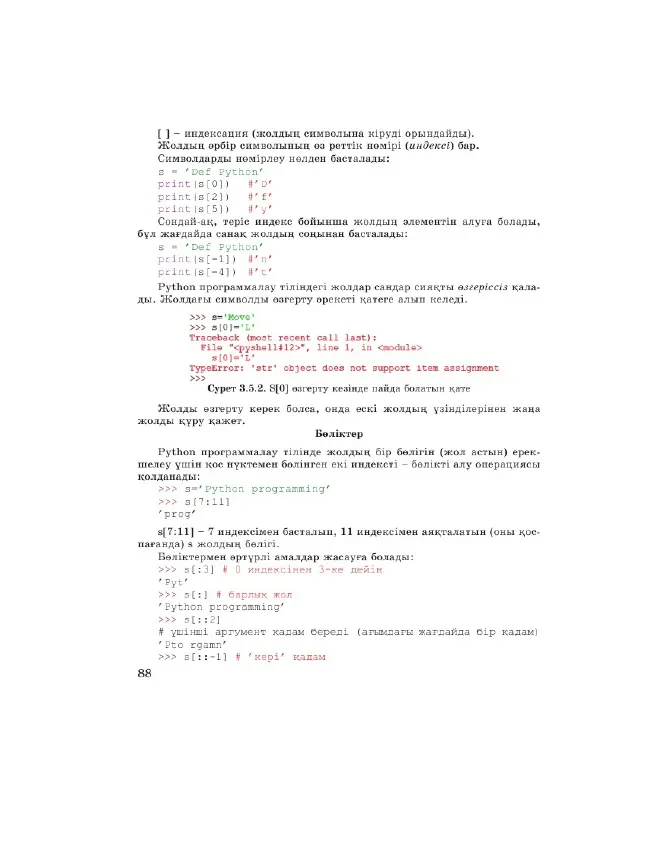 [ ] – индексация (жолдың символына кіруді орындайды).
Жолдың әрбір символының өз реттік нөмірі (индексі) бар.
Символдарды нөмірлеу нөлден басталады:
s = 'Def Python'
print(s[0])   #'D'
print(s[2])   #'f'
print(s[5])   #'y'
Сондай-ақ, теріс индекс бойынша жолдың элементін алуға болады,
бұл жағдайда санақ жолдың соңынан басталады:
s = 'Def Python'
print(s[-1])  #'n'
print(s[-4])  #'t'
Python программалау тіліндегі жолдар сандар сияқты өзгеріссіз қала-
ды. Жолдағы символды өзгерту әрекеті қатеге алып келеді.
>>> s='Move'
>>> s[0]='L'
Traceback (most recent call last):
File "<pyshell#12>", line 1, in <module>
s[0]='L'
TypeError: 'str' object does not support item assignment
>>>
Сурет 3.5.2. S[0] өзгерту кезінде пайда болатын қате
Жолды өзгерту керек болса, онда ескі жолдың үзінділерінен жаңа
жолды құру қажет.
Бөліктер
Python программалау тілінде жолдың бір бөлігін (жол астын) ерек-
шелеу үшін қос нүктемен бөлінген екі индексті – бөлікті алу операциясы
қолданады:
>>> s='Python programming'
>>> s[7:11]
'prog'
s[7:11] – 7 индексімен басталып, 11 индексімен аяқталатын (оны қос-
пағанда) s жолдың бөлігі.
Бөліктермен әртүрлі амалдар жасауға болады:
>>> s[:3] # 0 индексінен 3-ке дейін
'Pyt'
>>> s[:] # барлық жол
'Python programming'
>>> s[::2]
# үшінші аргумент қадам береді (ағымдағы жағдайда бір қадам)
'Pto rgamn'
>>> s[::-1] # 'кері' қадам
88